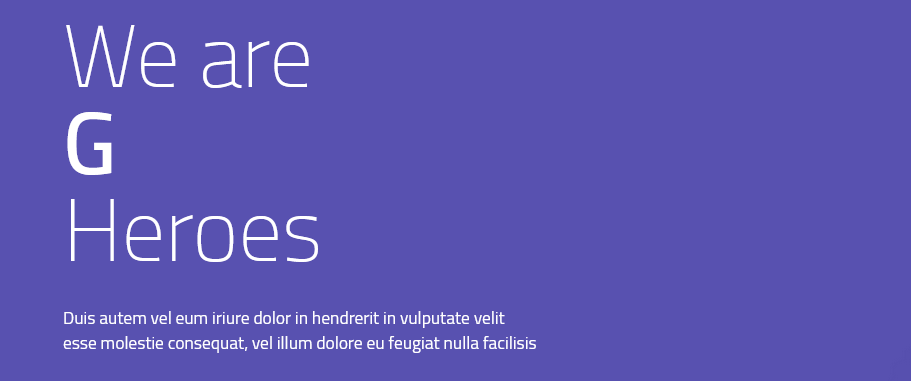 We are
G
Heroes
Duis autem vel eum iriure dolor in hendrerit in vulputate velit
esse molestie consequat, vel illum dolore eu feugiat nulla facilisis